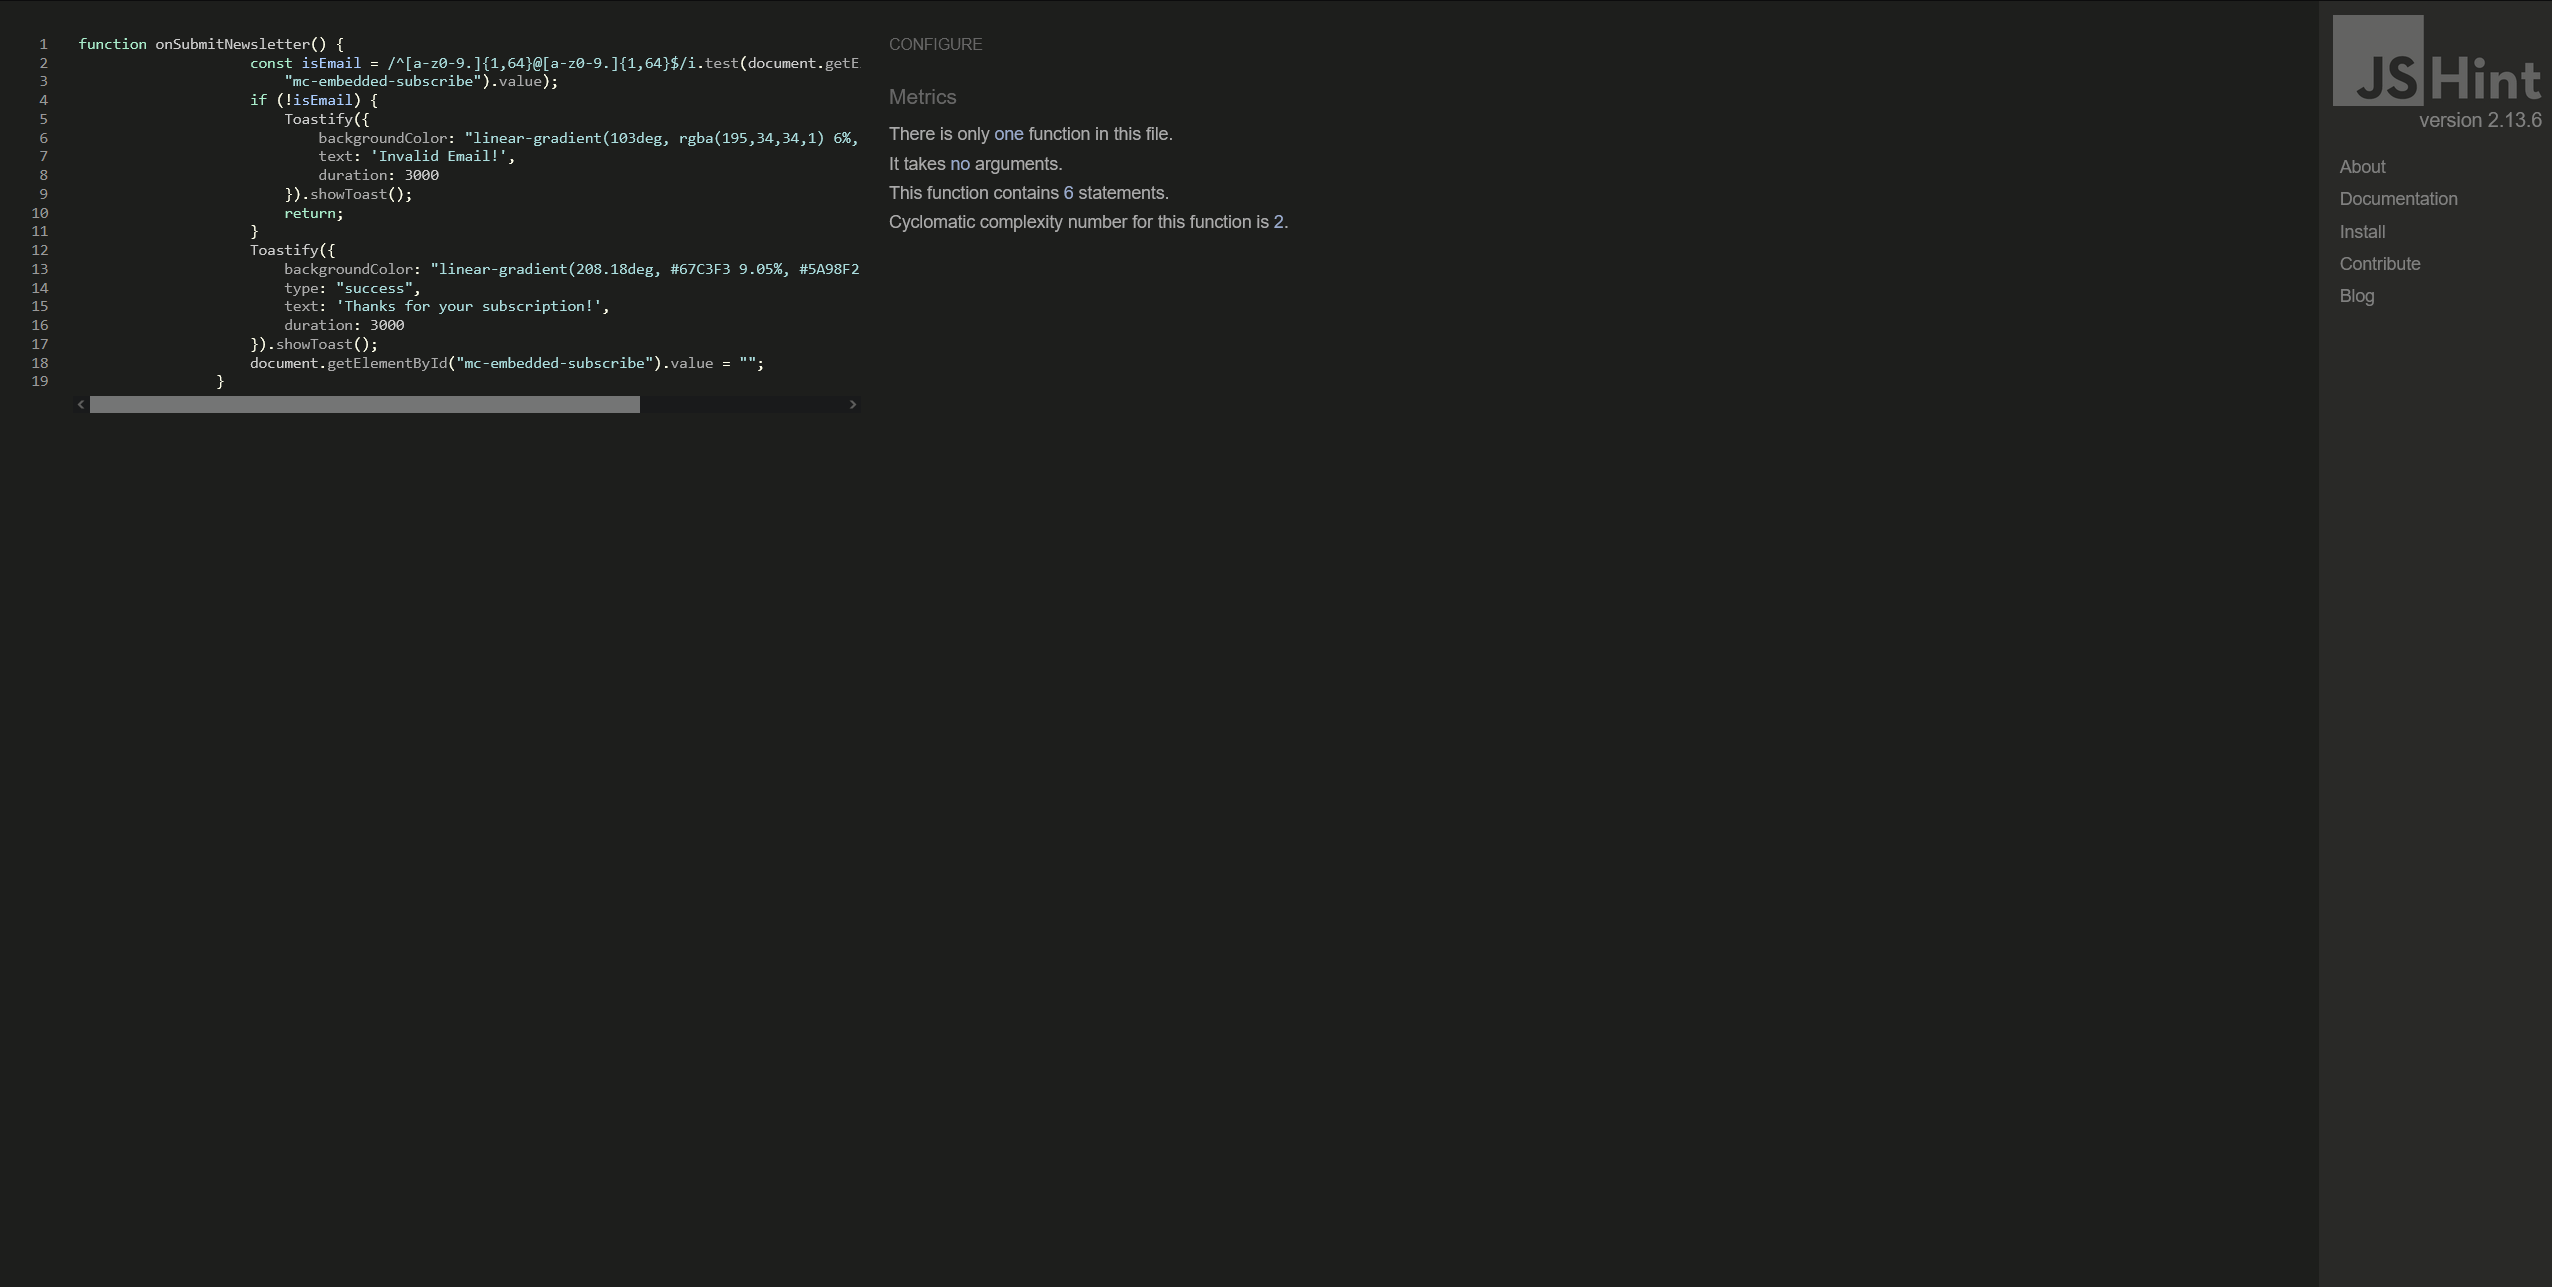 1 function onSubmitNewsletter() {
2 const isEmail = /^[a-z0-9.]{1,64}@[a-z0-9.]{1,64}$/i.test(document.getE
3 "mc-embedded-subscribe").value);
4 if (!isEmail) {
5 Toastify({
6 backgroundColor: "linear-gradient(103deg, rgba(195,34,34,1) 6%,
7 text: 'Invalid Email!',
8 duration: 3000
9 }).showToast();
10 return;
11 }
12 Toastify({
13 backgroundColor: "linear-gradient(208.18deg, #67C3F3 9.05%, #5A98F2
14 type: "success",
15 text: 'Thanks for your subscription!',
16 duration: 3000
17 }).showToast();
18 document.getElementById("mc-embedded-subscribe").value = "";
19 }
CONFIGURE
Metrics
There is only one function in this file.
It takes no arguments.
This function contains 6 statements.
Cyclomatic complexity number for this function is 2.
JSHint
version 2.13.6
About
Documentation
Install
Contribute
Blog